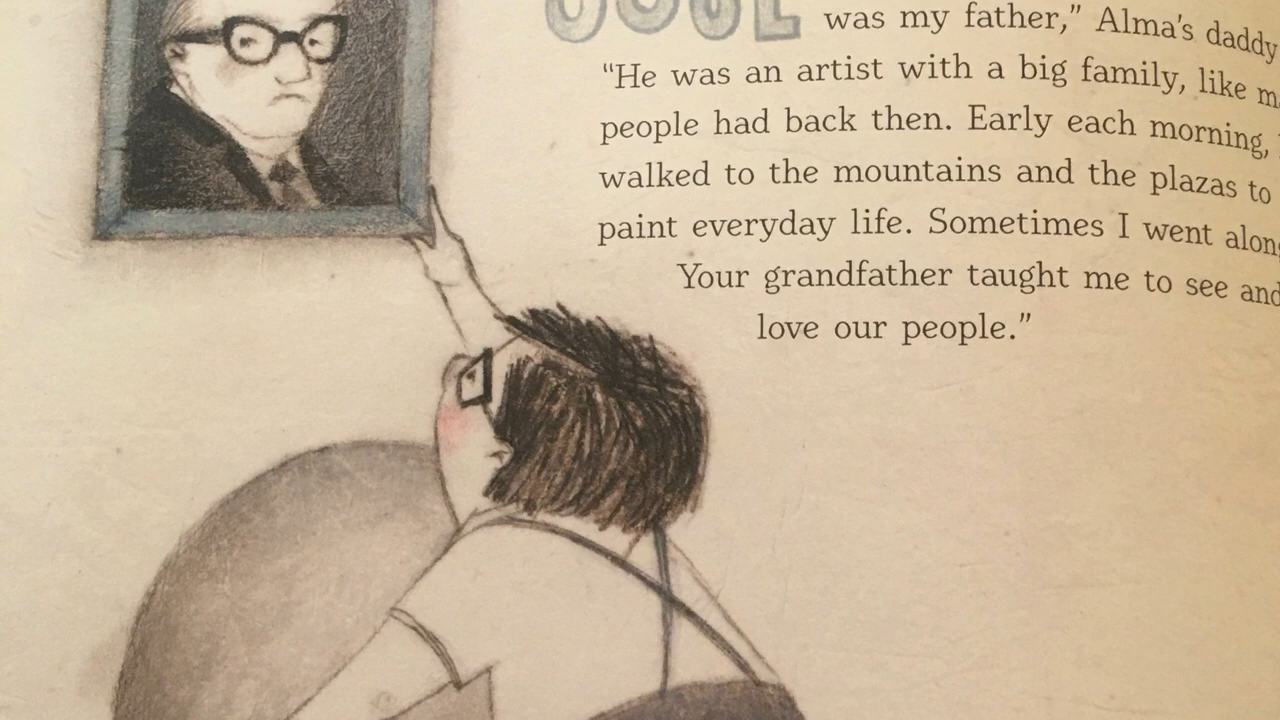 JOSÉ was my father,” Alma’s daddy
“He was an artist with a big family, like
people had back then. Early each morning,
walked to the mountains and the plazas to
paint everyday life. Sometimes I went
Your grandfather taught me to see and
love our people.”